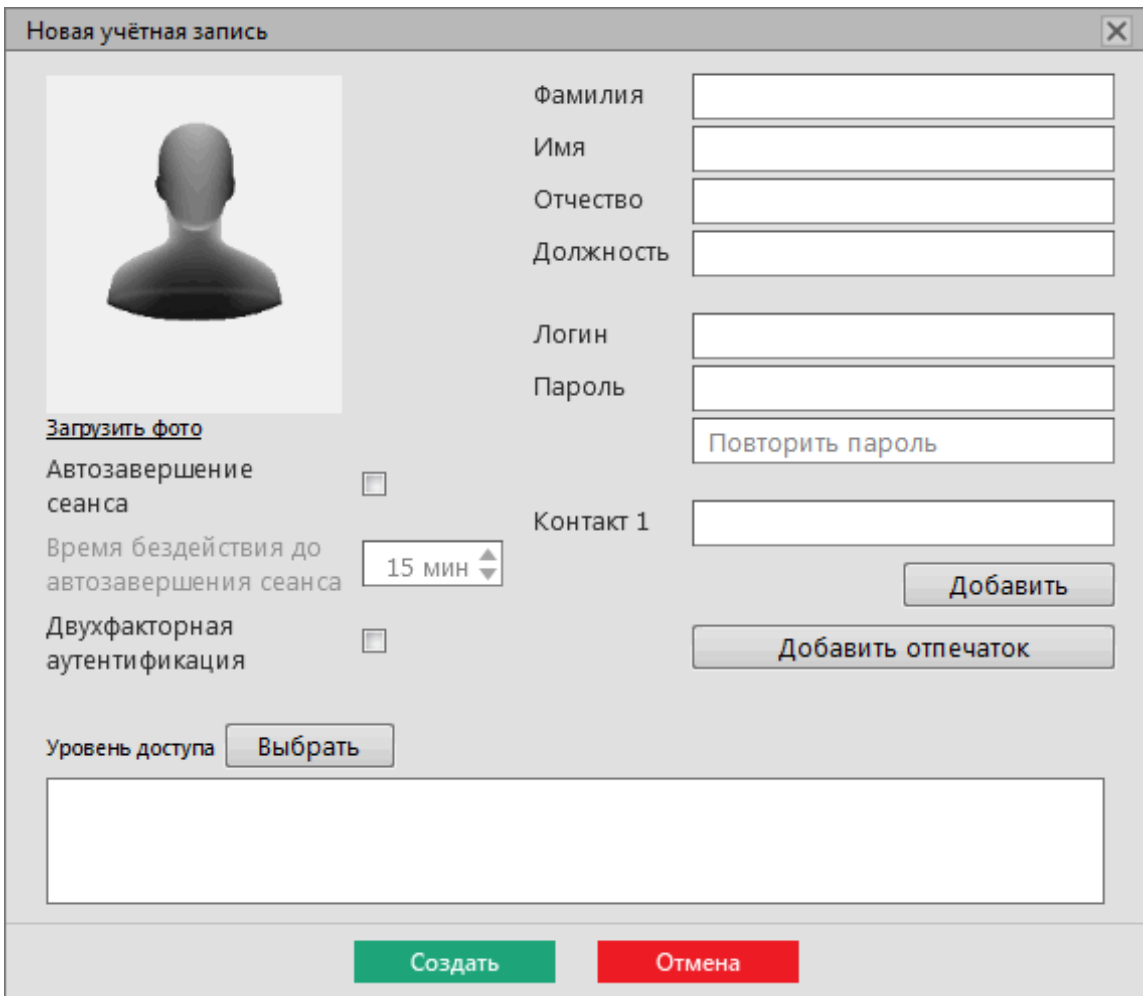 Новая учётная запись
Фамилия
Имя
Отчество
Должность
Логин
Пароль
Повторить пароль
Контакт 1
Добавить
Добавить отпечаток
Загрузить фото
Автозавершение
сеанса
Время бездействия до
автозавершения сеанса
15 мин
Двухфакторная
аутентификация
Уровень доступа
Выбрать
Создать
Отмена